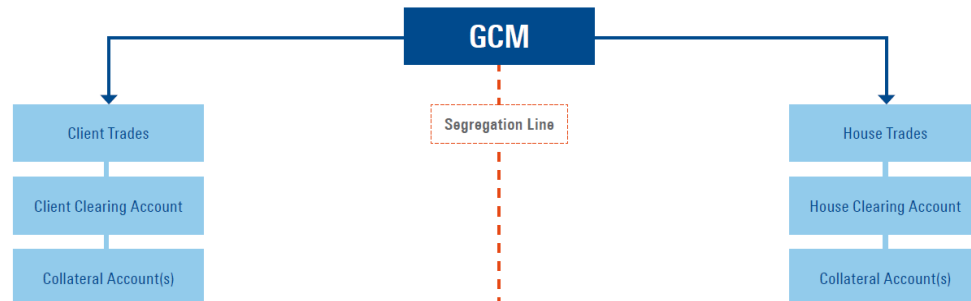 GCM
Segregation Line
Client Trades
House Trades
Client Clearing Account
House Clearing Account
Collateral Account(s)
Collateral Account(s)